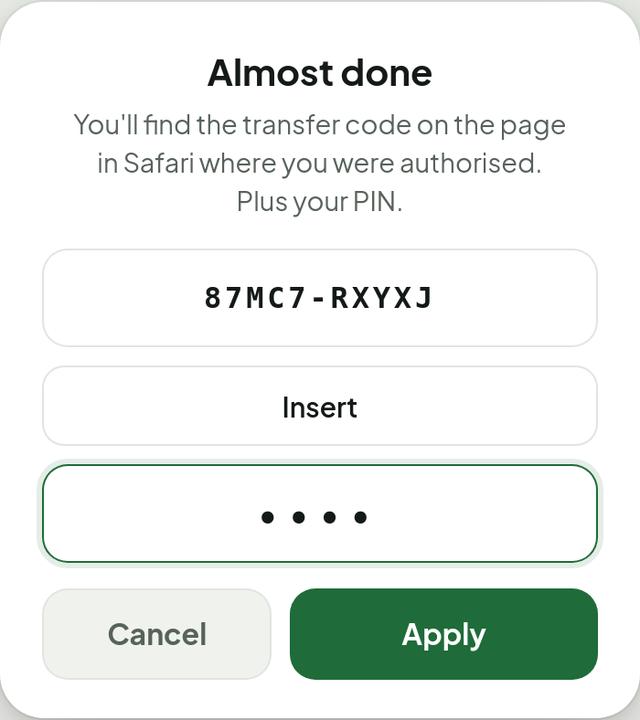 Almost done
You'll find the transfer code on the page
in Safari where you were authorised.
Plus your PIN.
87MC7-RXYXJ
Insert
••••
Cancel
Apply